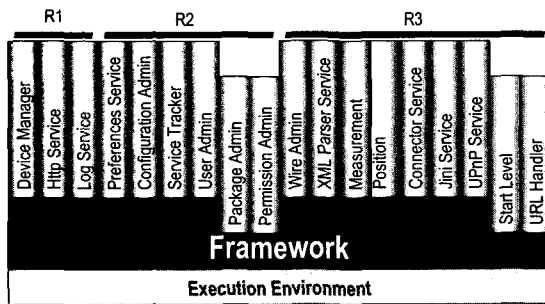 R1
R2
R3
Device Manager
Http Service
Log Service
Preferences Service
Configuration Admin
Service Tracker
User Admin
Package Admin
Permission Admin
Wire Admin
XML Parser Service
Measurement
Position
Connector Service
Jini Service
UPnP Service
Start Level
URL Handler
Framework
Execution Environment